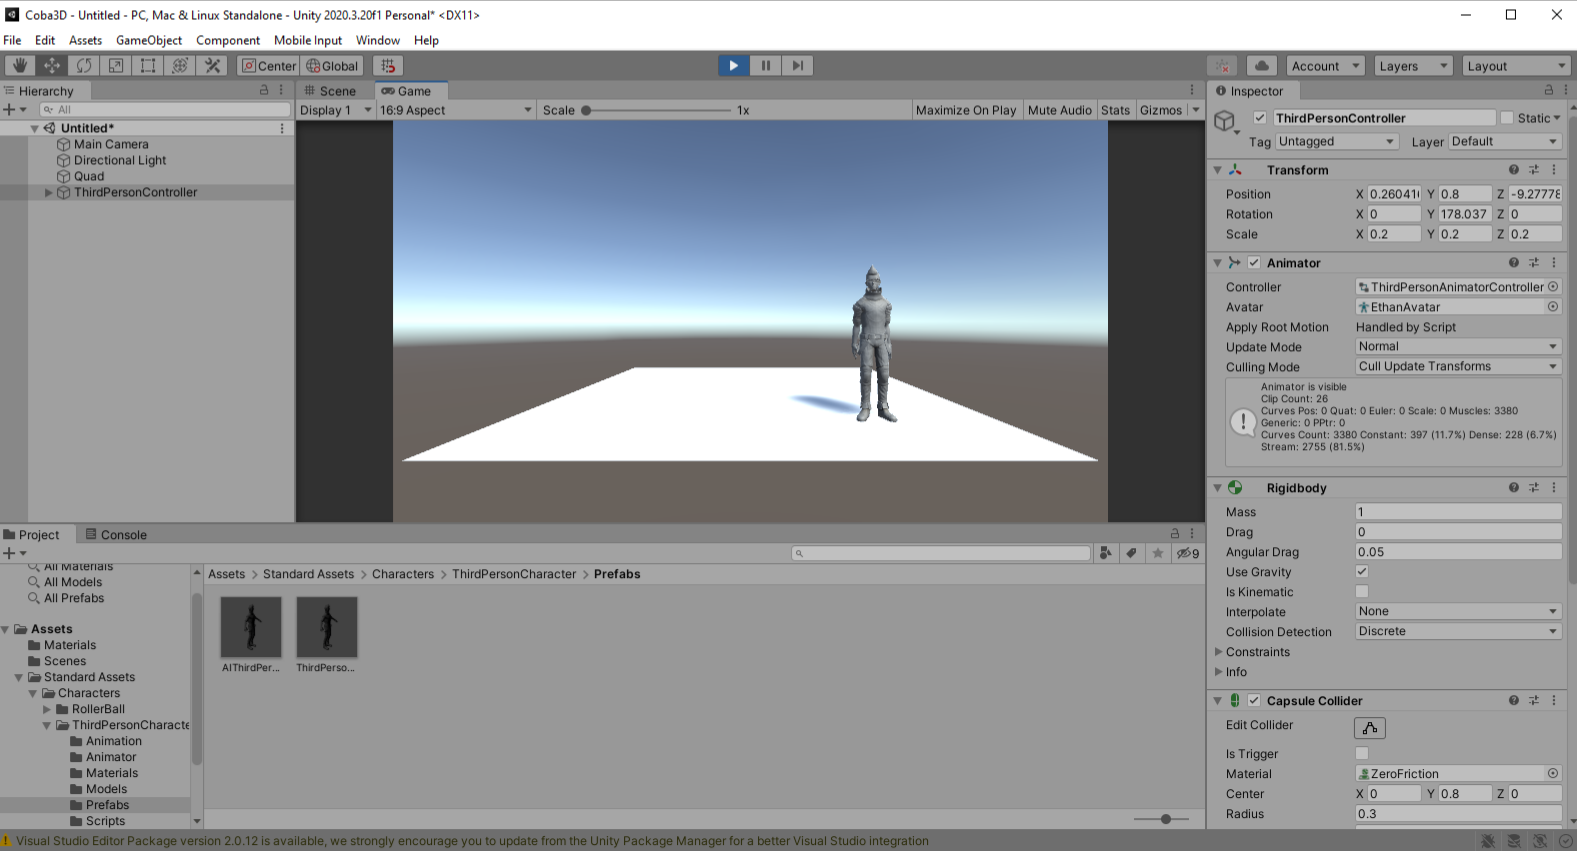 Coba3D - Untitled - PC, Mac & Linux Standalone - Unity 2020.3.20f1 Personal* <DX11>
File Edit Assets GameObject Component Mobile Input Window Help
Center Global Account Layers Layout
Hierarchy
All
Untitled*
Main Camera
Directional Light
Quad
ThirdPersonController
Scene Game
Display 1 16:9 Aspect Scale 1x Maximize On Play Mute Audio Stats Gizmos
Inspector
ThirdPersonController Static
Tag Untagged Layer Default
Transform
Position X 0.26041 Y 0.8 Z -9.27778
Rotation X 0 Y 178.037 Z 0
Scale X 0.2 Y 0.2 Z 0.2
Animator
Controller ThirdPersonAnimatorController
Avatar EthanAvatar
Apply Root Motion Handled by Script
Update Mode Normal
Culling Mode Cull Update Transforms
Animator is visible
Clip Count: 26
Curves Pos: 0 Quat: 0 Euler: 0 Scale: 0 Muscles: 3380
Generic: 0 PPtr: 0
Curves Count: 3380 Constant: 397 (11.7%) Dense: 228 (6.7%)
Stream: 2755 (81.5%)
Rigidbody
Mass 1
Drag 0
Angular Drag 0.05
Use Gravity
Is Kinematic
Interpolate None
Collision Detection Discrete
Constraints
Info
Capsule Collider
Edit Collider
Is Trigger
Material ZeroFriction
Center X 0 Y 0.8 Z 0
Radius 0.3
Project Console
9
All Materials
All Models
All Prefabs
Assets
Materials
Scenes
Standard Assets
Characters
RollerBall
ThirdPersonCharacte
Animation
Animator
Materials
Models
Prefabs
Scripts
Assets > Standard Assets > Characters > ThirdPersonCharacter > Prefabs
AIThirdPer... ThirdPerso...
Visual Studio Editor Package version 2.0.12 is available, we strongly encourage you to update from the Unity Package Manager for a better Visual Studio integration